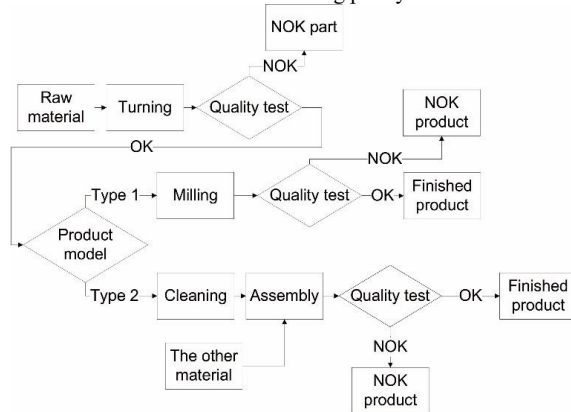 NOK part
NOK
Raw
material
Turning
Quality test
OK
NOK
product
NOK
Type 1
Milling
Quality test
OK
Finished
product
Product
model
Type 2
Cleaning
Assembly
Quality test
OK
Finished
product
The other
material
NOK
NOK
product